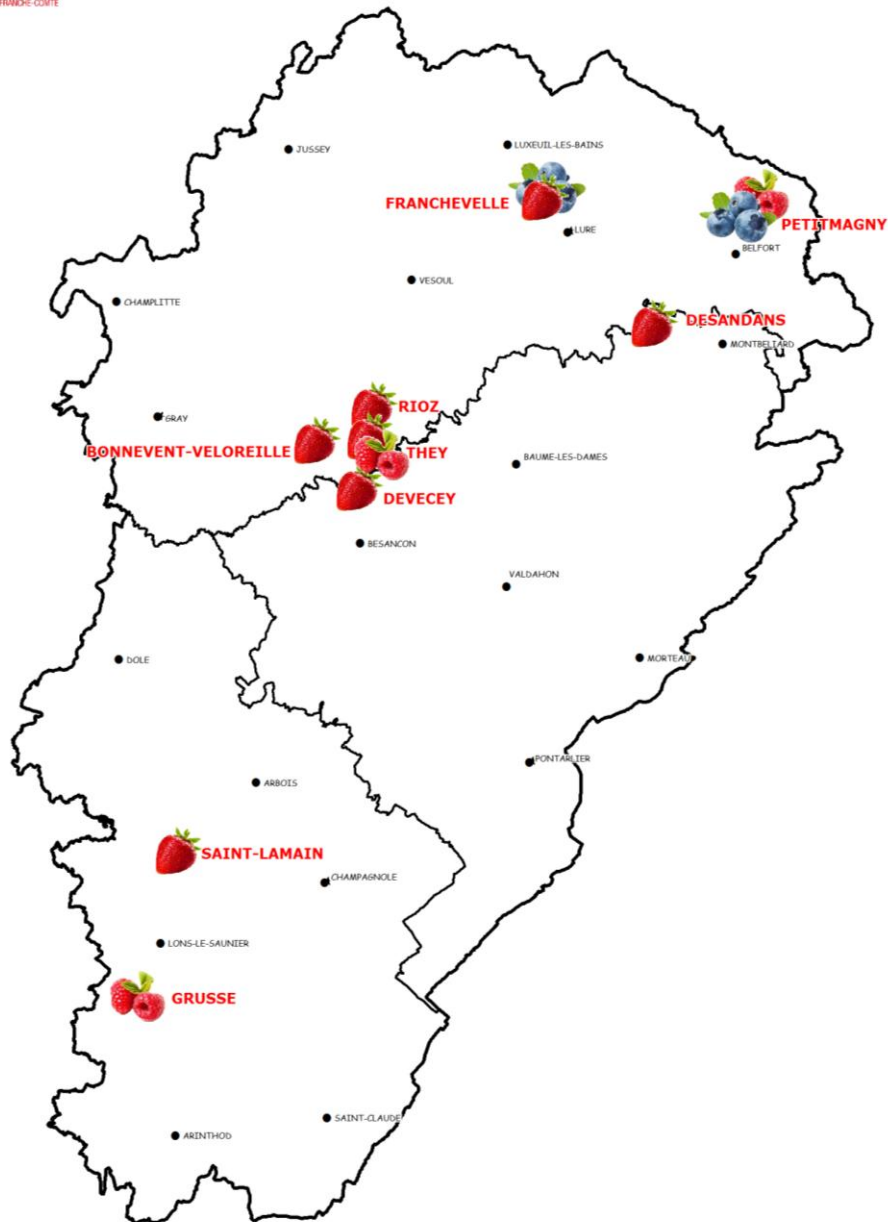 FRANCHE-COMTE
JUSSEY
LUXEUIL-LES-BAINS
FRANCHEVELLE
LURE
PETITMAGNY
BELFORT
VESOUL
CHAMPLITTE
DESANDANS
MONTBELIARD
RIOZ
GRAY
BONNEVENT-VELOREILLE
THEY
BAUME-LES-DAMES
DEVECEY
BESANCON
VALDAHON
DOLE
MORTEAU
PONTARLIER
ARBOIS
SAINT-LAMAIN
CHAMPAGNOLE
LONS-LE-SAUNIER
GRUSSE
SAINT-CLAUDE
ARINTHOD